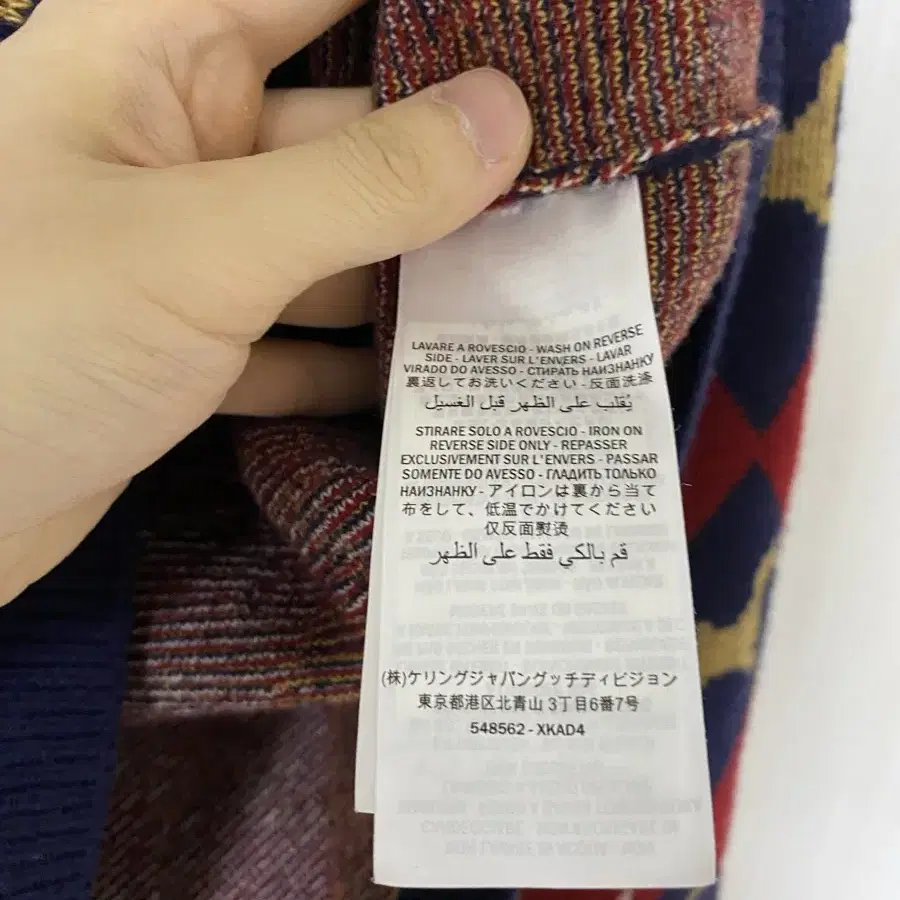 LAVARE A ROVESCIO - WASH ON REVERSE
SIDE - LAVER SUR L'ENVERS - LAVAR
VIRADO DO AVESSO - СТИРАТЬ НАИЗНАНКУ
裏返してお洗いください - 反面洗涤
يُقلب على الظهر قبل الغسيل
STIRARE SOLO A ROVESCIO - IRON ON
REVERSE SIDE ONLY - REPASSER
EXCLUSIVEMENT SUR L'ENVERS - PASSAR
SOMENTE DO AVESSO - ГЛАДИТЬ ТОЛЬКО
НАИЗНАНКУ - アイロンは裏から当て
布をして、低温でかけてください
仅反面熨烫
قم بالكي فقط على الظهر
(株)ケリングジャパングッチディビジョン
東京都港区北青山 3丁目6番7号
548562 - XKAD4